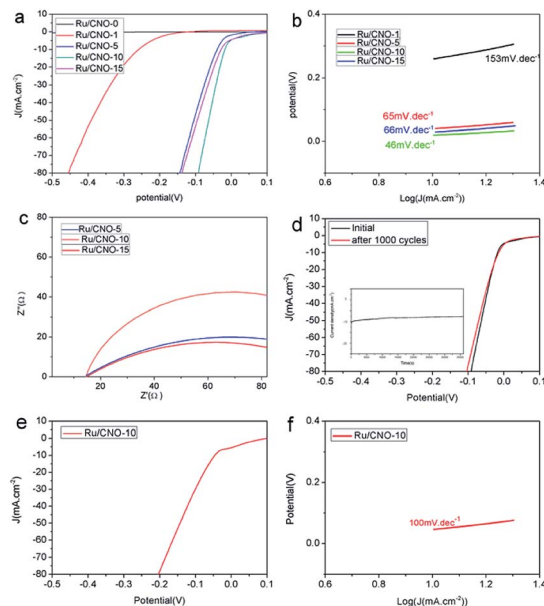 a
Ru/CNO-0
Ru/CNO-1
Ru/CNO-5
Ru/CNO-10
Ru/CNO-15
J(mA.cm⁻²)
10
0
-10
-20
-30
-40
-50
-60
-70
-80
-0.5 -0.4 -0.3 -0.2 -0.1 0.0 0.1
potential(V)
b
Ru/CNO-1
Ru/CNO-5
Ru/CNO-10
Ru/CNO-15
153mV.dec⁻¹
65mV.dec⁻¹
66mV.dec⁻¹
46mV.dec⁻¹
potential(V)
0.4
0.2
0.0
0.8 1.0 1.2 1.4
Log(J(mA.cm⁻²))
c
Ru/CNO-5
Ru/CNO-10
Ru/CNO-15
Z''(Ω)
80
60
40
20
0
0 20 40 60 80
Z'(Ω)
d
Initial
after 1000 cycles
J(mA.cm⁻²)
10
0
-10
-20
-30
-40
-50
-60
-70
-80
Time(s)
-0.5 -0.4 -0.3 -0.2 -0.1 0.0 0.1
Potential(V)
e
Ru/CNO-10
J(mA.cm⁻²)
10
0
-10
-20
-30
-40
-50
-60
-70
-80
-0.5 -0.4 -0.3 -0.2 -0.1 0.0 0.1
Potential(V)
f
Ru/CNO-10
100mV.dec⁻¹
Potential(V)
0.4
0.2
0.0
0.8 1.0 1.2 1.4
Log(J(mA.cm⁻²))